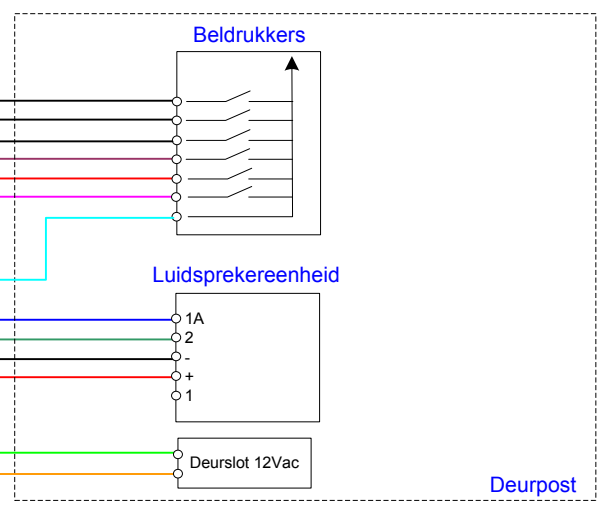 Beldrukkers
Luidsprekereenheid
1A
2
-
+
1
Deurslot 12Vac
Deurpost